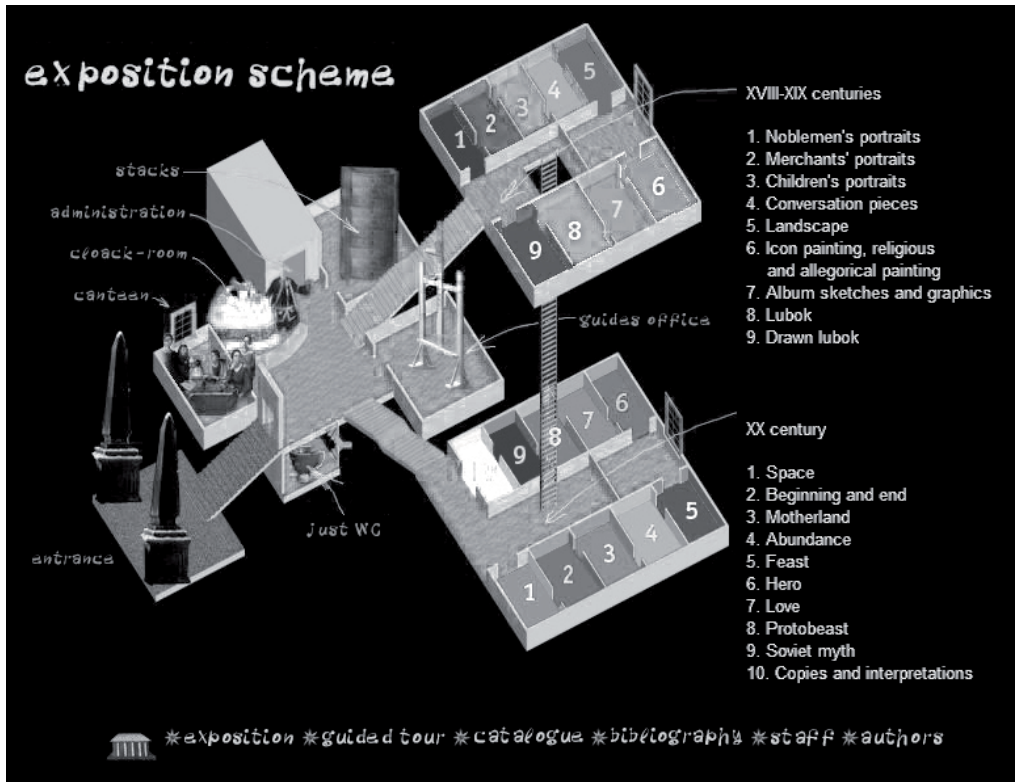 exposition scheme
stacks
administration
cloack-room
canteen
entrance
just WC
guides office
1
2
3
4
5
6
7
8
9
XVIII-XIX centuries
1. Noblemen's portraits
2. Merchants' portraits
3. Children's portraits
4. Conversation pieces
5. Landscape
6. Icon painting, religious
and allegorical painting
7. Album sketches and graphics
8. Lubok
9. Drawn lubok
1
2
3
4
5
6
7
8
9
XX century
1. Space
2. Beginning and end
3. Motherland
4. Abundance
5. Feast
6. Hero
7. Love
8. Protobeast
9. Soviet myth
10. Copies and interpretations
*exposition *guided tour *catalogue *bibliography *staff *authors